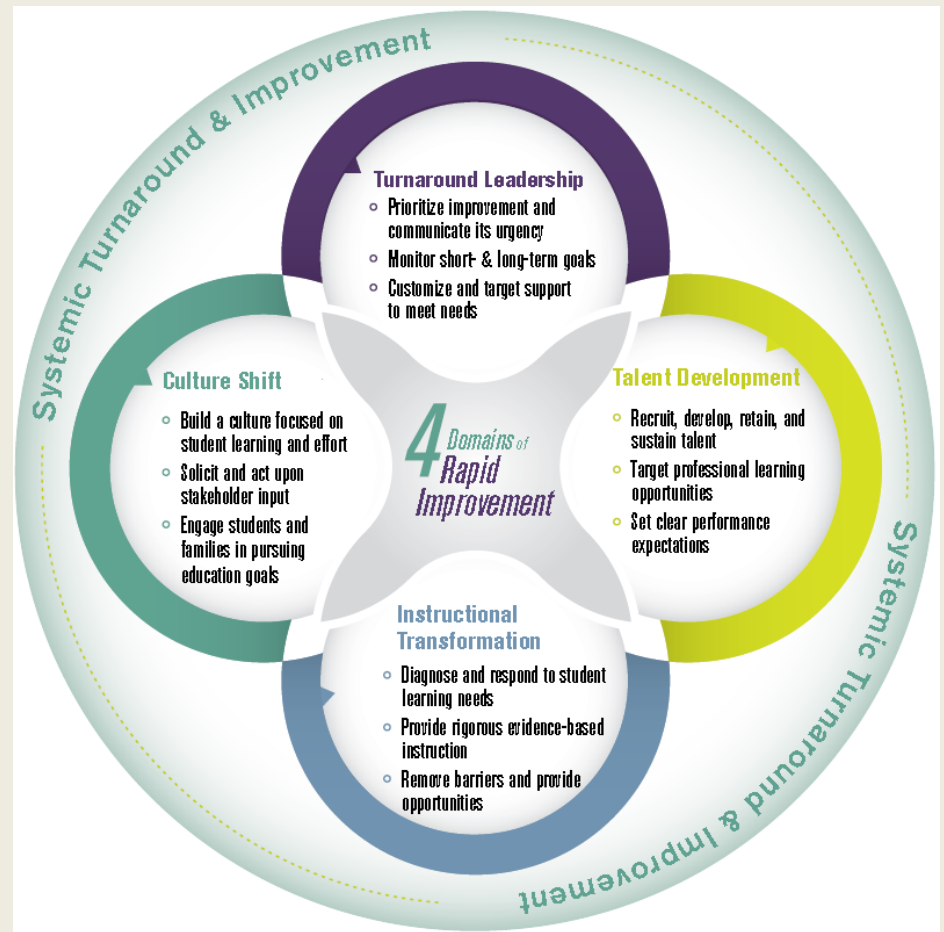 Systemic Turnaround & Improvement
Turnaround Leadership
Prioritize improvement and
communicate its urgency
Monitor short- & long-term goals
Customize and target support
to meet needs
Culture Shift
Build a culture focused on
student learning and effort
Solicit and act upon
stakeholder input
Engage students and
families in pursuing
education goals
4 Domains of
Rapid
Improvement
Talent Development
Recruit, develop, retain, and
sustain talent
Target professional learning
opportunities
Set clear performance
expectations
Instructional
Transformation
Diagnose and respond to student
learning needs
Provide rigorous evidence-based
instruction
Remove barriers and provide
opportunities
Systemic Turnaround & Improvement